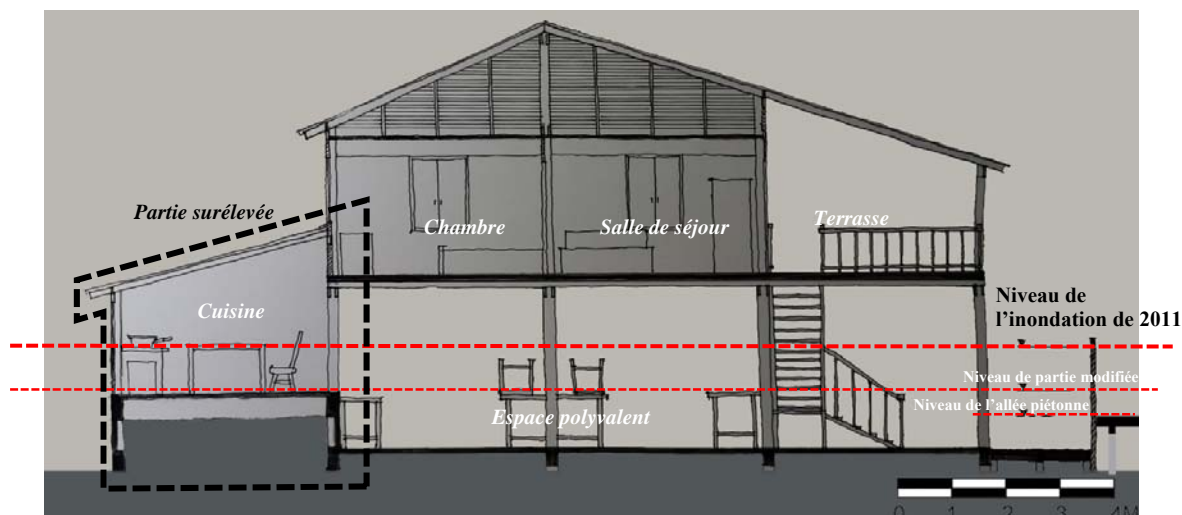 Partie surélevée
Chambre
Salle de séjour
Terrasse
Cuisine
Niveau de
l'inondation de 2011
Niveau de partie modifiée
Niveau de l'allée piétonne
Espace polyvalent
0 1 2 3 4M